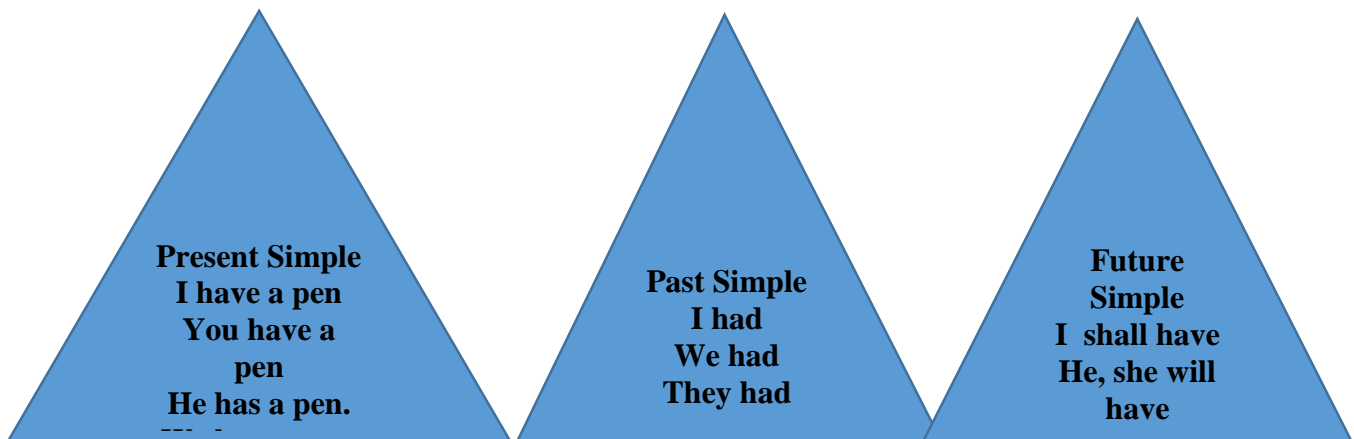 Present Simple
I have a pen
You have a
pen
He has a pen.
Past Simple
I had
We had
They had
Future
Simple
I shall have
He, she will
have